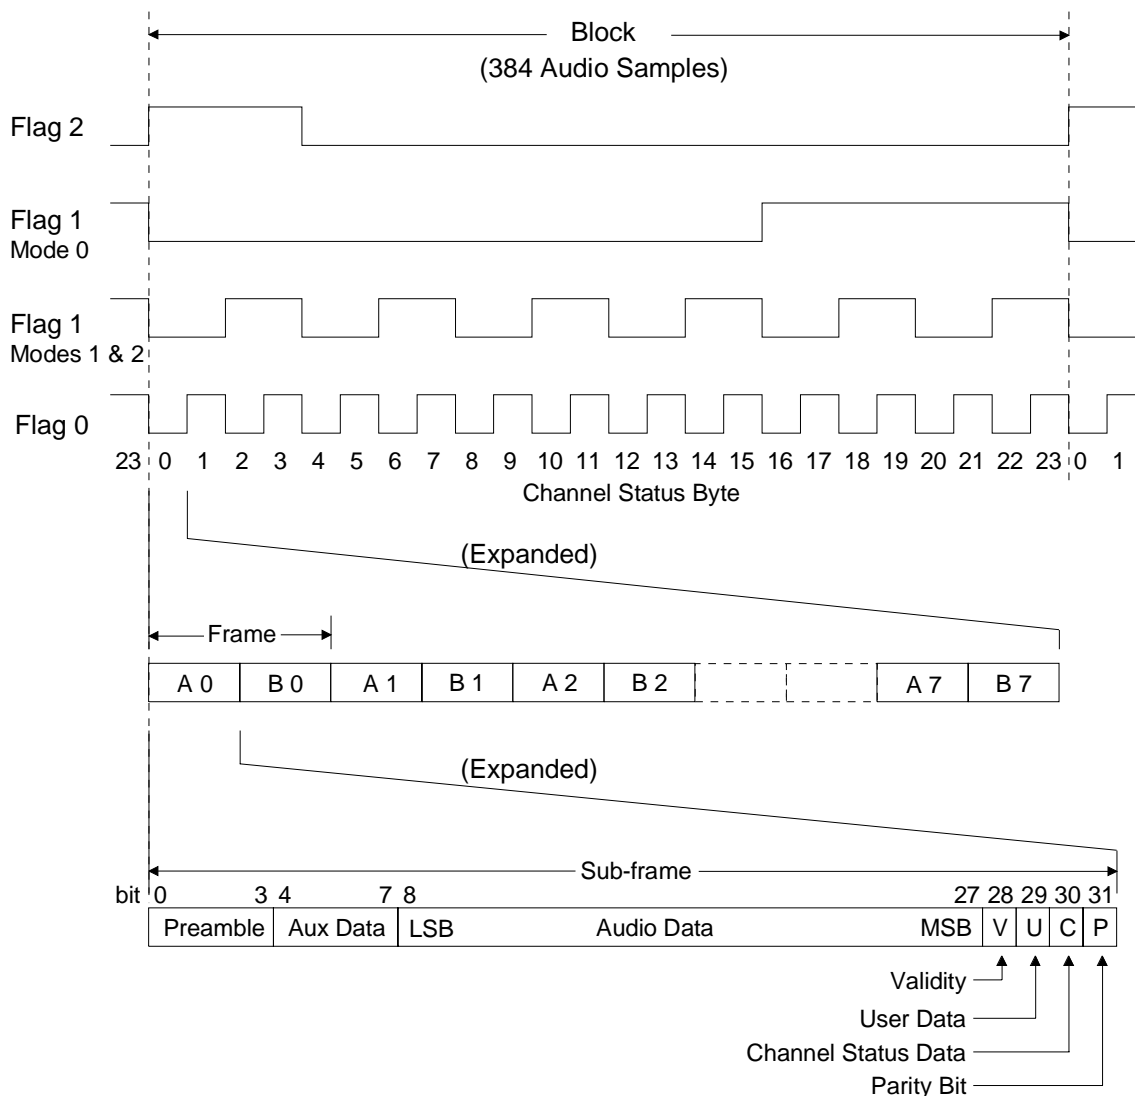 Block
(384 Audio Samples)
Flag 2
Flag 1
Mode 0
Flag 1
Modes 1 & 2
Flag 0
23 0 1 2 3 4 5 6 7 8 9 10 11 12 13 14 15 16 17 18 19 20 21 22 23 0 1
Channel Status Byte
(Expanded)
Frame
A 0 B 0 A 1 B 1 A 2 B 2 A 7 B 7
(Expanded)
Sub-frame
bit 0 3 4 7 8 27 28 29 30 31
Preamble Aux Data LSB Audio Data MSB V U C P
Validity
User Data
Channel Status Data
Parity Bit